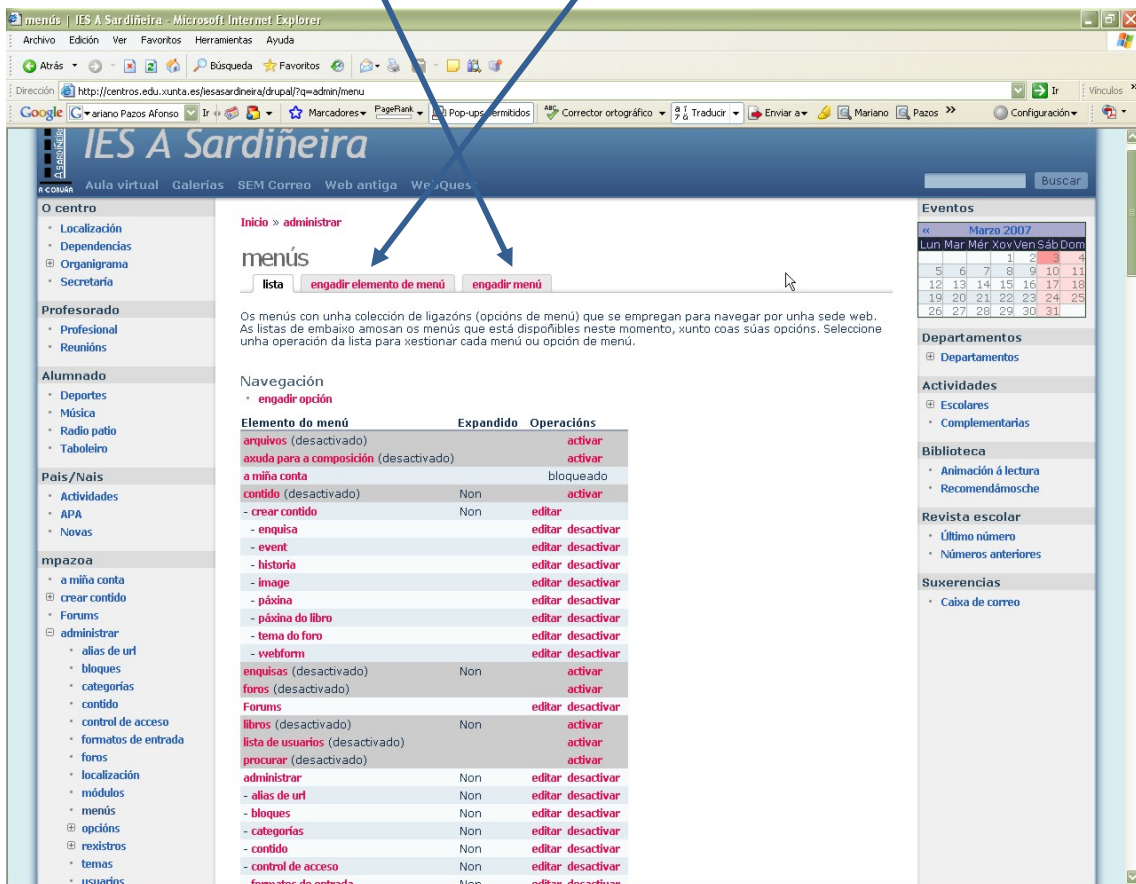 menús | IES A Sardiñeira - Microsoft Internet Explorer
Archivo Edición Ver Favoritos Herramientas Ayuda
Atrás Búsqueda Favoritos
Dirección http://centros.edu.xunta.es/iesasardineira/drupal/?q=admin/menu Ir Vínculos »
Google G ariano Pazos Afonso Ir Marcadores PageRank Pop-ups permitidos ABC Corrector ortográfico Traducir Enviar a Mariano Pazos » Configuración
A SARDIÑEIRA
A CORUÑA
IES A Sardiñeira
Aula virtual Galerías SEM Correo Web antiga WebQuest
Buscar
O centro
Localización
Dependencias
Organigrama
Secretaría
Profesorado
Profesional
Reunións
Alumnado
Deportes
Música
Radio patio
Taboleiro
Pais/Nais
Actividades
APA
Novas
mpazoa
a miña conta
crear contido
Forums
administrar
alias de url
bloques
categorías
contido
control de acceso
formatos de entrada
foros
localización
módulos
menús
opcións
rexistros
temas
usuarios
Inicio » administrar
menús
lista engadir elemento de menú engadir menú
Os menús con unha colección de ligazóns (opcións de menú) que se empregan para navegar por unha sede web.
As listas de embaixo amosan os menús que está dispoñibles neste momento, xunto coas súas opcións. Seleccione
unha operación da lista para xestionar cada menú ou opción de menú.
Navegación
engadir opción
Elemento do menú Expandido Operacións
arquivos (desactivado) activar
axuda para a composición (desactivado) activar
a miña conta bloqueado
contido (desactivado) Non activar
- crear contido Non editar
- enquisa editar desactivar
- event editar desactivar
- historia editar desactivar
- image editar desactivar
- páxina editar desactivar
- páxina do libro editar desactivar
- tema do foro editar desactivar
- webform editar desactivar
enquisas (desactivado) Non activar
foros (desactivado) activar
Forums editar desactivar
libros (desactivado) Non activar
lista de usuarios (desactivado) activar
procurar (desactivado) activar
administrar Non editar desactivar
- alias de url Non editar desactivar
- bloques Non editar desactivar
- categorías Non editar desactivar
- contido Non editar desactivar
- control de acceso Non editar desactivar
- formatos de entrada Non editar desactivar
Eventos
« Marzo 2007
Lun Mar Mér Xov Ven Sáb Dom
1 2 3 4
5 6 7 8 9 10 11
12 13 14 15 16 17 18
19 20 21 22 23 24 25
26 27 28 29 30 31
Departamentos
Departamentos
Actividades
Escolares
Complementarias
Biblioteca
Animación á lectura
Recomendámosche
Revista escolar
Último número
Números anteriores
Suxerencias
Caixa de correo